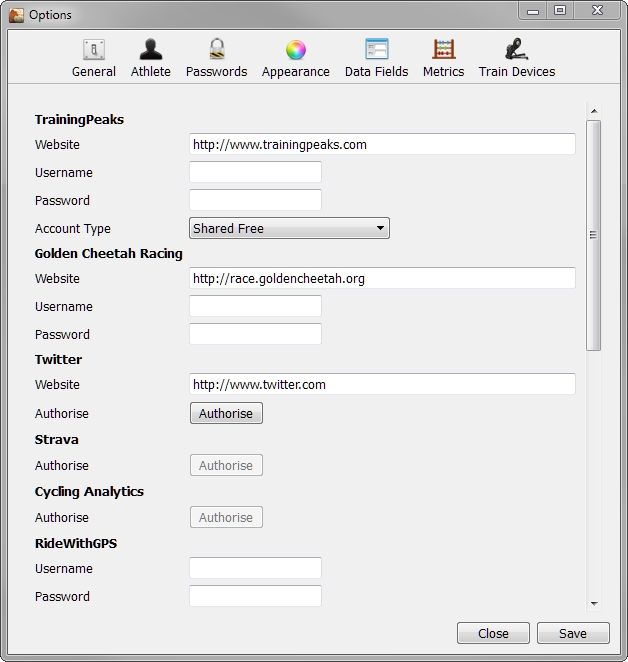 Options
General Athlete Passwords Appearance Data Fields Metrics Train Devices
TrainingPeaks
Website http://www.trainingpeaks.com
Username
Password
Account Type Shared Free
Golden Cheetah Racing
Website http://race.goldencheetah.org
Username
Password
Twitter
Website http://www.twitter.com
Authorise Authorise
Strava
Authorise Authorise
Cycling Analytics
Authorise Authorise
RideWithGPS
Username
Password
Close Save